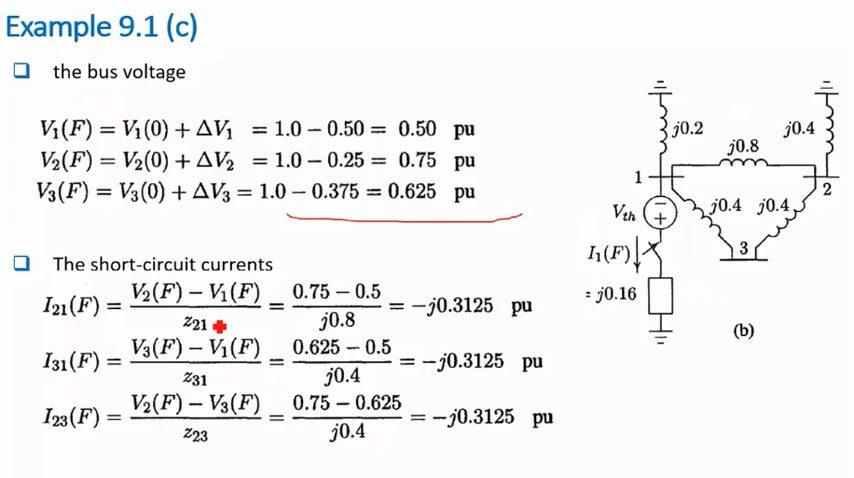 Example 9.1 (c)
❑ the bus voltage
V₁(F) = V₁(0) + ΔV₁ = 1.0 − 0.50 = 0.50 pu
V₂(F) = V₂(0) + ΔV₂ = 1.0 − 0.25 = 0.75 pu
V₃(F) = V₃(0) + ΔV₃ = 1.0 − 0.375 = 0.625 pu
❑ The short-circuit currents
I₂₁(F) = (V₂(F) − V₁(F))/z₂₁ = (0.75 − 0.5)/j0.8 = −j0.3125 pu
I₃₁(F) = (V₃(F) − V₁(F))/z₃₁ = (0.625 − 0.5)/j0.4 = −j0.3125 pu
I₂₃(F) = (V₂(F) − V₃(F))/z₂₃ = (0.75 − 0.625)/j0.4 = −j0.3125 pu
j0.2
j0.4
j0.8
1
2
Vth
− +
j0.4 j0.4
3
I₁(F)
= j0.16
(b)